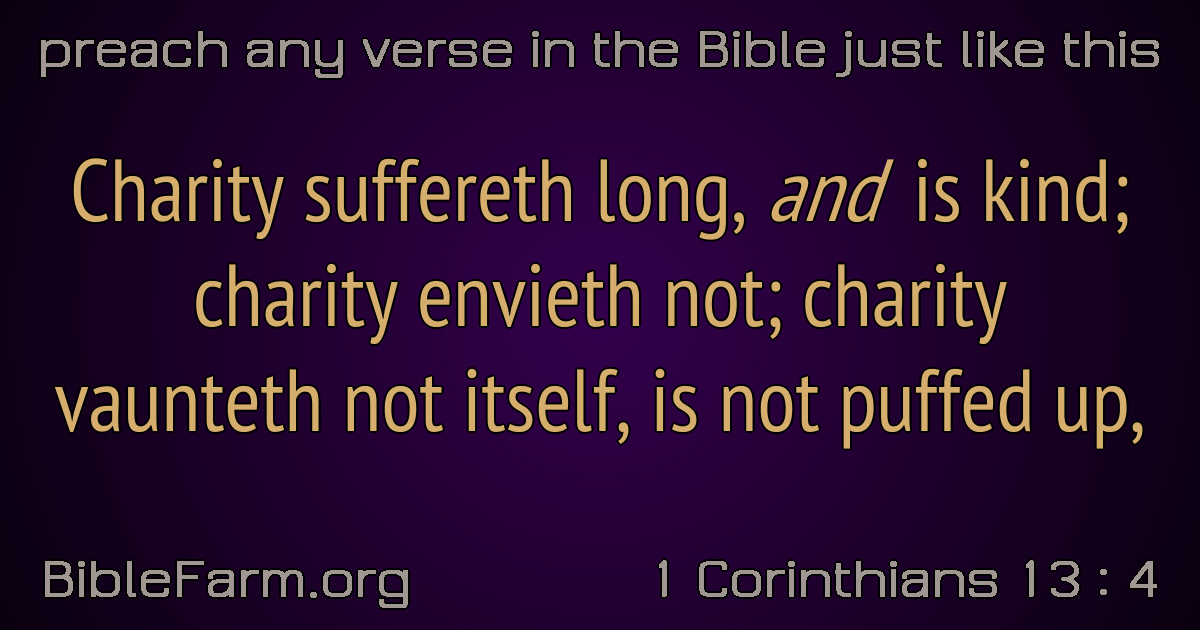 preach any verse in the Bible just like this
Charity suffereth long, and is kind;
charity envieth not; charity
vaunteth not itself, is not puffed up,
BibleFarm.org
1 Corinthians 13 : 4